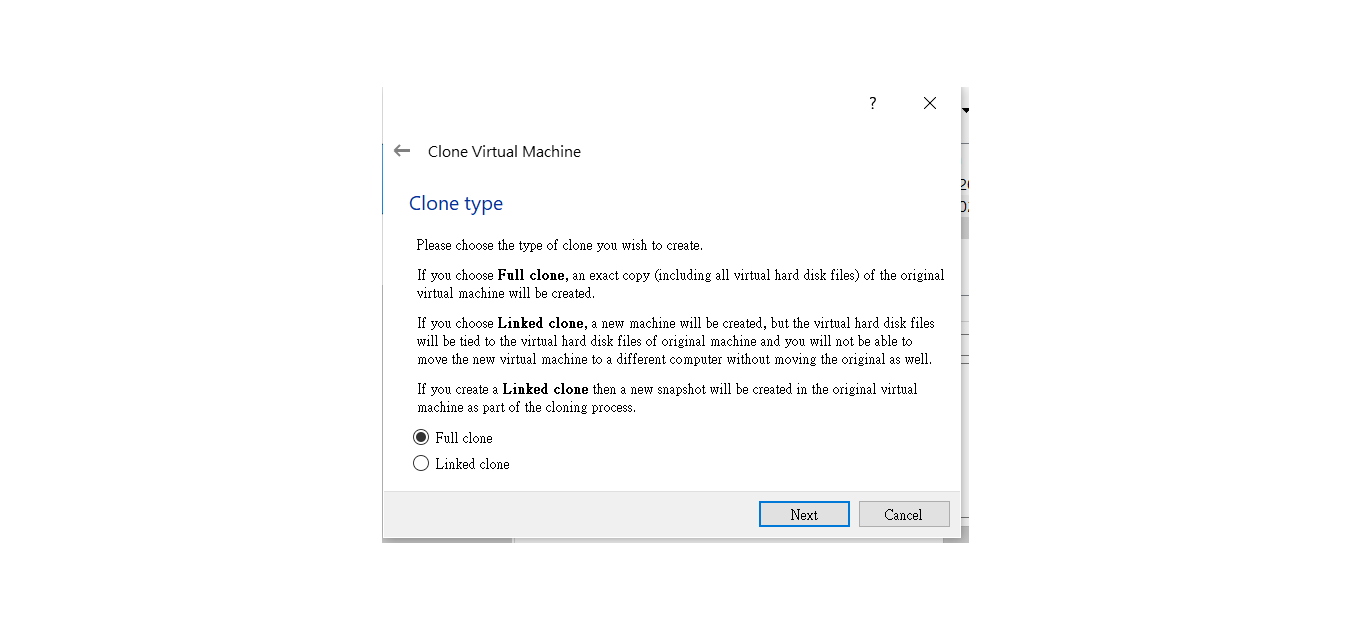 ?
Clone Virtual Machine
Clone type
Please choose the type of clone you wish to create.
If you choose Full clone, an exact copy (including all virtual hard disk files) of the original
virtual machine will be created.
If you choose Linked clone, a new machine will be created, but the virtual hard disk files
will be tied to the virtual hard disk files of original machine and you will not be able to
move the new virtual machine to a different computer without moving the original as well.
If you create a Linked clone then a new snapshot will be created in the original virtual
machine as part of the cloning process.
Full clone
Linked clone
Next
Cancel